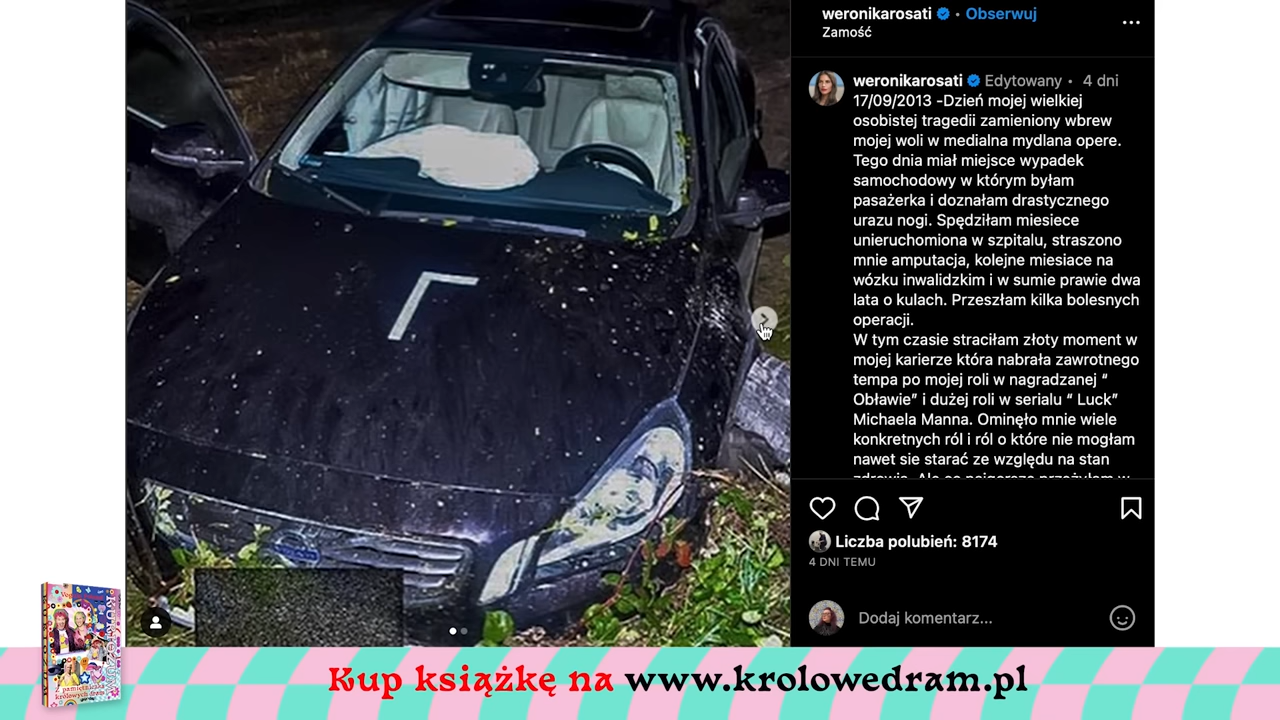 weronikarosati • Obserwuj
Zamość
weronikarosati Edytowany • 4 dni
17/09/2013 -Dzień mojej wielkiej
osobistej tragedii zamieniony wbrew
mojej woli w medialna mydlana opere.
Tego dnia miał miejsce wypadek
samochodowy w którym byłam
pasażerka i doznałam drastycznego
urazu nogi. Spędziłam miesiece
unieruchomiona w szpitalu, straszono
mnie amputacja, kolejne miesiace na
wózku inwalidzkim i w sumie prawie dwa
lata o kulach. Przeszłam kilka bolesnych
operacji.
W tym czasie straciłam złoty moment w
mojej karierze która nabrała zawrotnego
tempa po mojej roli w nagradzanej “
Obławie” i dużej roli w serialu “ Luck”
Michaela Manna. Ominęło mnie wiele
konkretnych ról i ról o które nie mogłam
nawet sie starać ze względu na stan
Liczba polubień: 8174
4 DNI TEMU
Dodaj komentarz...
Kup książkę na www.krolowedram.pl